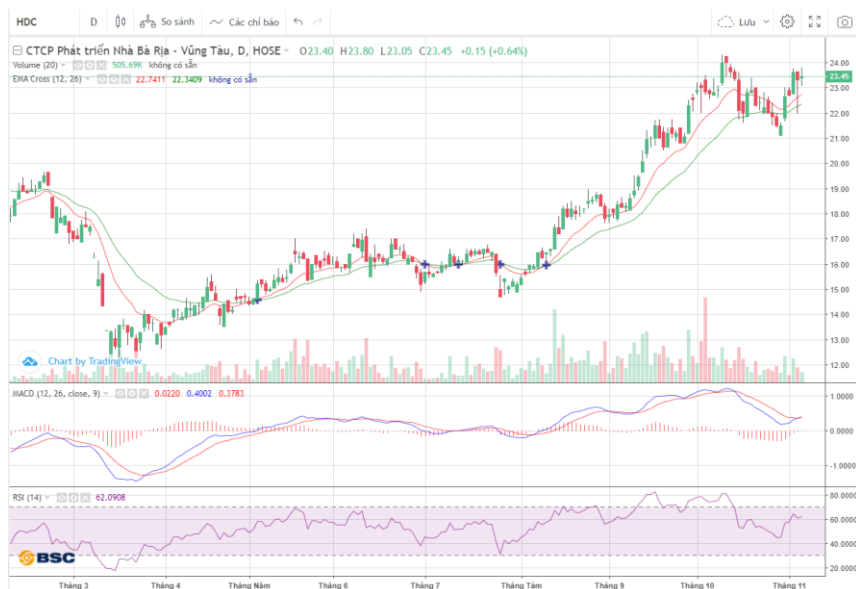 HDC D So sánh Các chỉ báo Lưu
CTCP Phát triển Nhà Bà Rịa - Vũng Tàu, D, HOSE O23.40 H23.80 L23.05 C23.45 +0.15 (+0.64%)
Volume (20) 505.69K không có sẵn
EMA Cross (12, 26) 22.7411 22.3409 không có sẵn
24.00
23.45
23.00
22.00
21.00
20.00
19.00
18.00
17.00
16.00
15.00
14.00
13.00
12.00
Chart by TradingView
MACD (12, 26, close, 9) 0.0220 0.4002 0.3783
1.0000
0.0000
-1.0000
RSI (14) 62.0908
80.0000
60.0000
40.0000
20.0000
BSC
Tháng 3 Tháng 4 Tháng Năm Tháng 6 Tháng 7 Tháng Tám Tháng 9 Tháng 10 Tháng 11